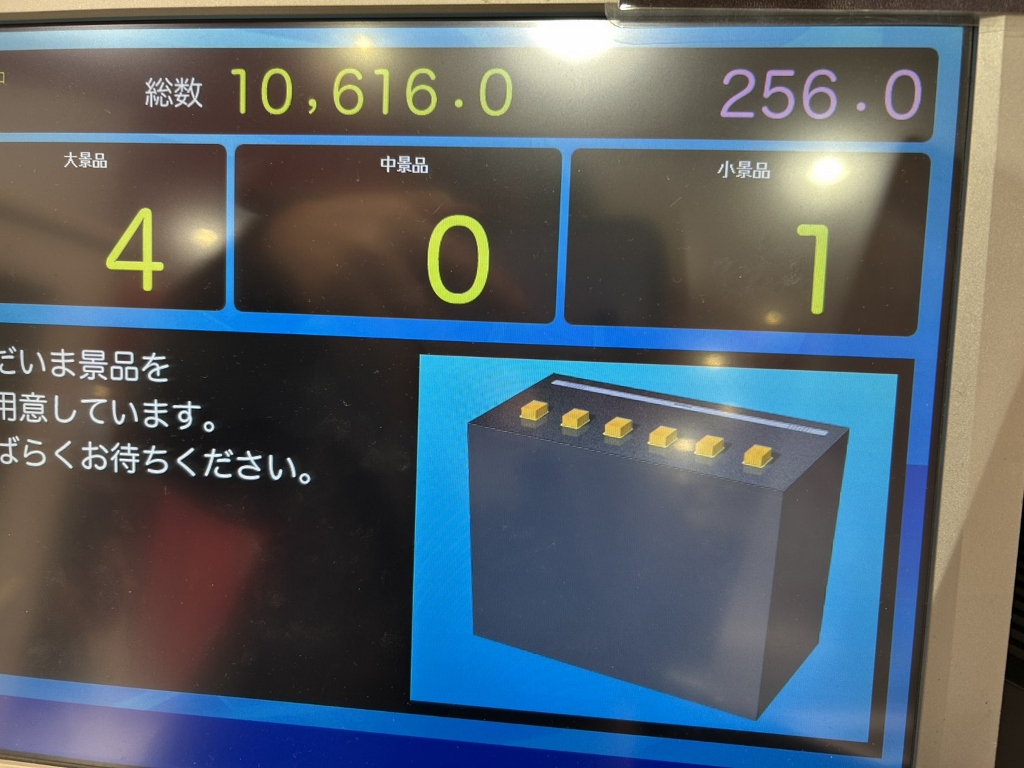 総数 10,616.0 256.0
大景品 中景品 小景品
4 0 1
だいま景品を
用意しています。
ばらくお待ちください。